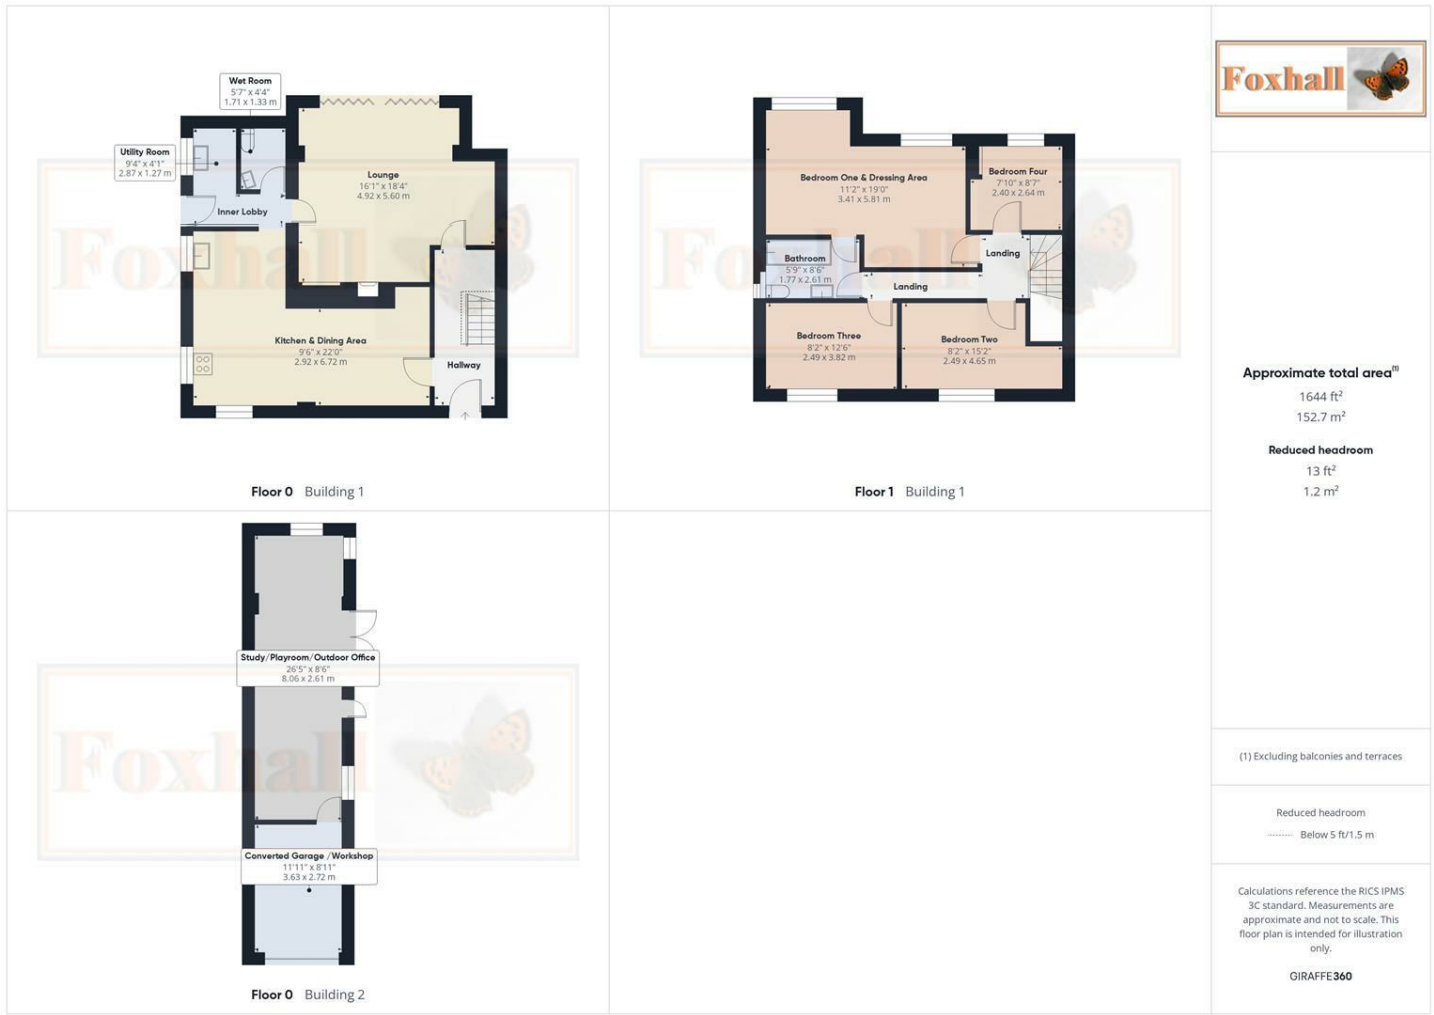 Wet Room
5'7" x 4'4"
1.71 x 1.33 m
Utility Room
9'4" x 4'1"
2.87 x 1.27 m
Lounge
16'1" x 18'4"
4.92 x 5.60 m
Inner Lobby
Kitchen & Dining Area
9'6" x 22'0"
2.92 x 6.72 m
Hallway
Foxhall
Floor 0 Building 1
Bedroom One & Dressing Area
11'2" x 19'0"
3.41 x 5.81 m
Bedroom Four
7'10" x 8'7"
2.40 x 2.64 m
Bathroom
5'9" x 8'6"
1.77 x 2.61 m
Landing
Landing
Bedroom Three
8'2" x 12'6"
2.49 x 3.82 m
Bedroom Two
8'2" x 15'2"
2.49 x 4.65 m
Foxhall
Floor 1 Building 1
Study/Playroom/Outdoor Office
26'5" x 8'6"
8.06 x 2.61 m
Foxhall
Converted Garage /Workshop
11'11" x 8'11"
3.63 x 2.72 m
Floor 0 Building 2
Foxhall
Approximate total area(1)
1644 ft²
152.7 m²
Reduced headroom
13 ft²
1.2 m²
(1) Excluding balconies and terraces
Reduced headroom
Below 5 ft/1.5 m
Calculations reference the RICS IPMS
3C standard. Measurements are
approximate and not to scale. This
floor plan is intended for illustration
only.
GIRAFFE360